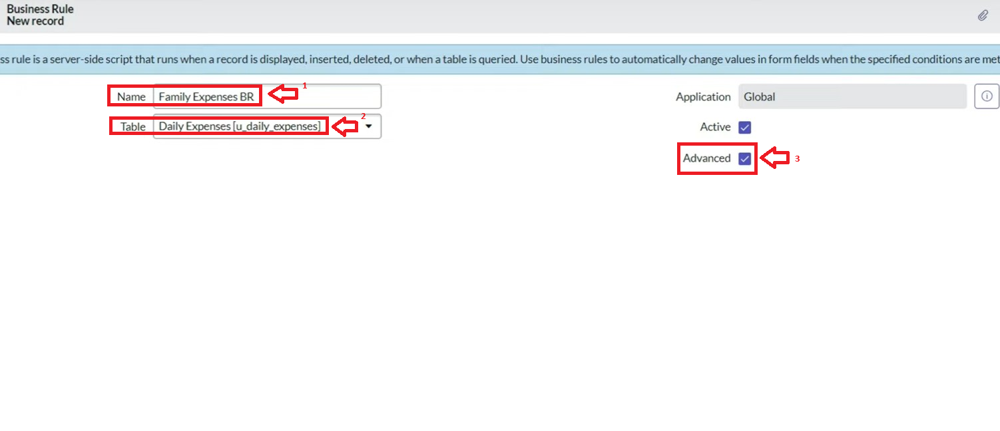 Business Rule
New record
ss rule is a server-side script that runs when a record is displayed, inserted, deleted, or when a table is queried. Use business rules to automatically change values in form fields when the specified conditions are met
Name Family Expenses BR 1 Application Global
Table Daily Expenses [u_daily_expenses] 2 Active
Advanced 3